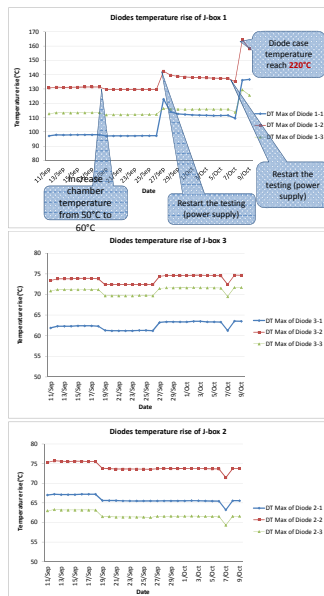 Diodes temperature rise of J-box 1
Diode case
temperature
reach 220°C
Temperature rise(°C)
170
160
150
140
130
120
110
100
90
80
11/Sep
13/Sep
15/Sep
17/Sep
19/Sep
21/Sep
23/Sep
25/Sep
27/Sep
29/Sep
1/Oct
3/Oct
5/Oct
7/Oct
9/Oct
Date
DT Max of Diode 1-1
DT Max of Diode 1-2
DT Max of Diode 1-3
Increase
chamber
temperature
from 50°C to
60°C
Restart the testing
(power supply)
Restart the
testing (power
supply)
Diodes temperature rise of J-box 3
Temperature rise(°C)
80
75
70
65
60
55
50
11/Sep
13/Sep
15/Sep
17/Sep
19/Sep
21/Sep
23/Sep
25/Sep
27/Sep
29/Sep
1/Oct
3/Oct
5/Oct
7/Oct
9/Oct
Date
DT Max of Diode 3-1
DT Max of Diode 3-2
DT Max of Diode 3-3
Diodes temperature rise of J-box 2
Temperature rise(°C)
80
75
70
65
60
55
50
11/Sep
13/Sep
15/Sep
17/Sep
19/Sep
21/Sep
23/Sep
25/Sep
27/Sep
29/Sep
1/Oct
3/Oct
5/Oct
7/Oct
9/Oct
Date
DT Max of Diode 2-1
DT Max of Diode 2-2
DT Max of Diode 2-3